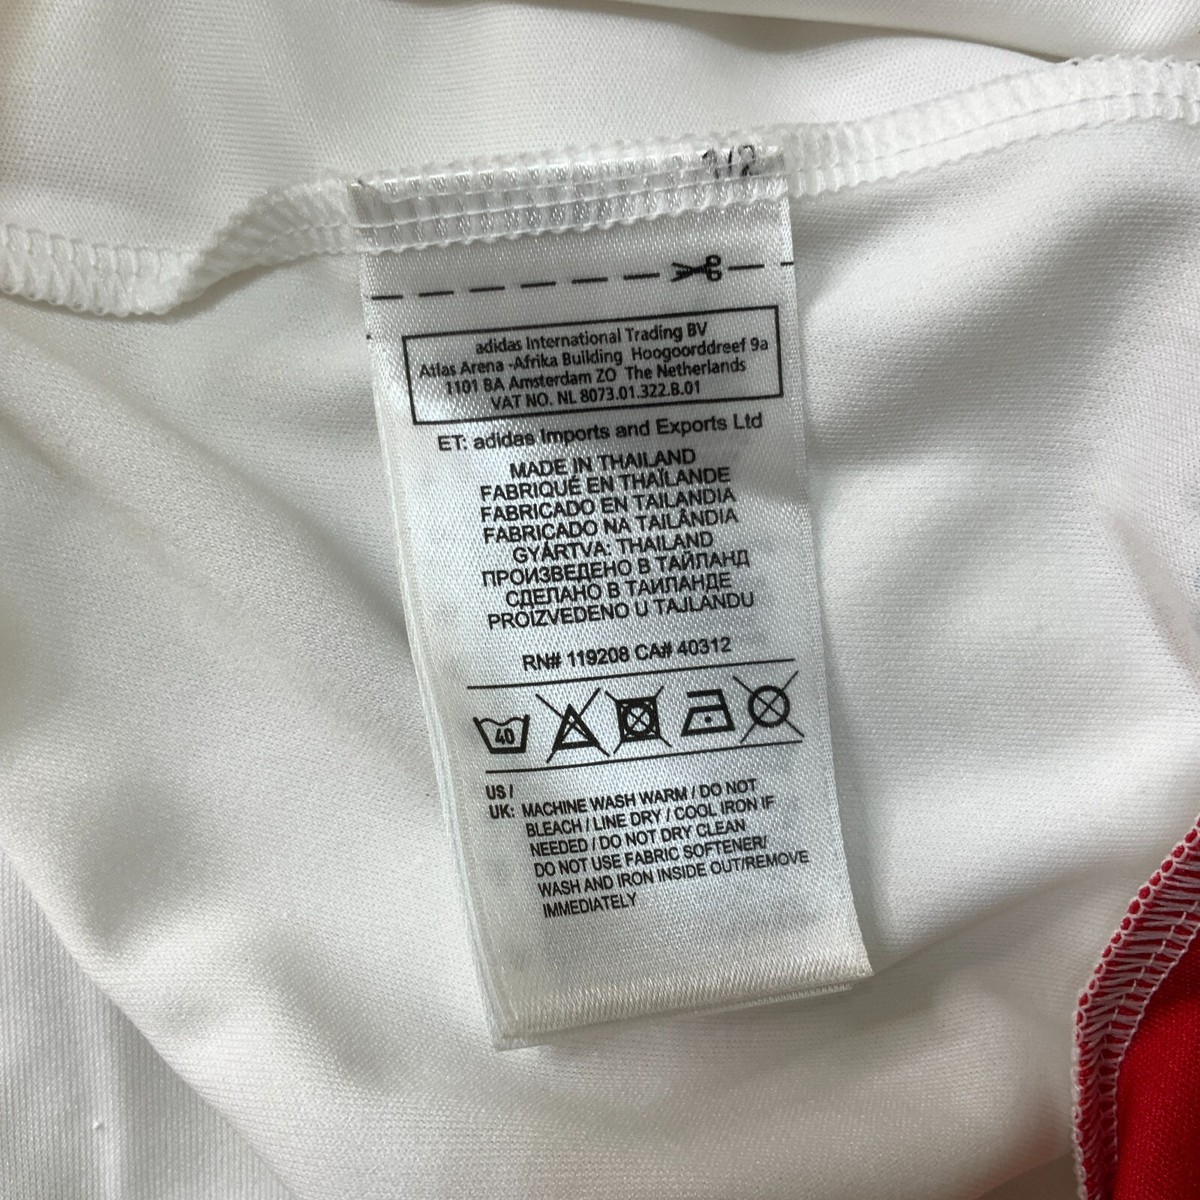 1/2
adidas International Trading BV
Atlas Arena -Afrika Building Hoogoorddreef 9a
1101 BA Amsterdam ZO The Netherlands
VAT NO. NL 8073.01.322.B.01
ET: adidas Imports and Exports Ltd
MADE IN THAILAND
FABRIQUÉ EN THAÏLANDE
FABRICADO EN TAILANDIA
FABRICADO NA TAILÂNDIA
GYÁRTVA: THAILAND
ПРОИЗВЕДЕНО В ТАЙЛАНД
СДЕЛАНО В ТАИЛАНДЕ
PROIZVEDENO U TAJLANDU
RN# 119208 CA# 40312
40
US /
UK: MACHINE WASH WARM / DO NOT
BLEACH / LINE DRY / COOL IRON IF
NEEDED / DO NOT DRY CLEAN
DO NOT USE FABRIC SOFTENER/
WASH AND IRON INSIDE OUT/REMOVE
IMMEDIATELY